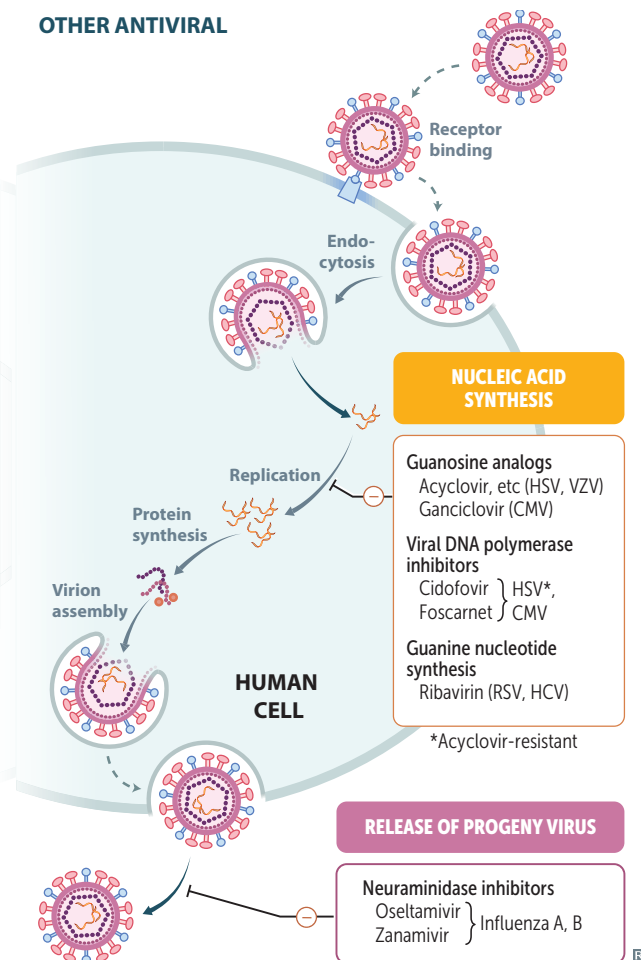 OTHER ANTIVIRAL
Receptor
binding
Endo-
cytosis
NUCLEIC ACID
SYNTHESIS
Guanosine analogs
Acyclovir, etc (HSV, VZV)
Ganciclovir (CMV)
Viral DNA polymerase
inhibitors
Cidofovir } HSV*,
Foscarnet } CMV
Guanine nucleotide
synthesis
Ribavirin (RSV, HCV)
*Acyclovir-resistant
Replication
Protein
synthesis
Virion
assembly
HUMAN
CELL
RELEASE OF PROGENY VIRUS
Neuraminidase inhibitors
Oseltamivir
Zanamivir } Influenza A, B